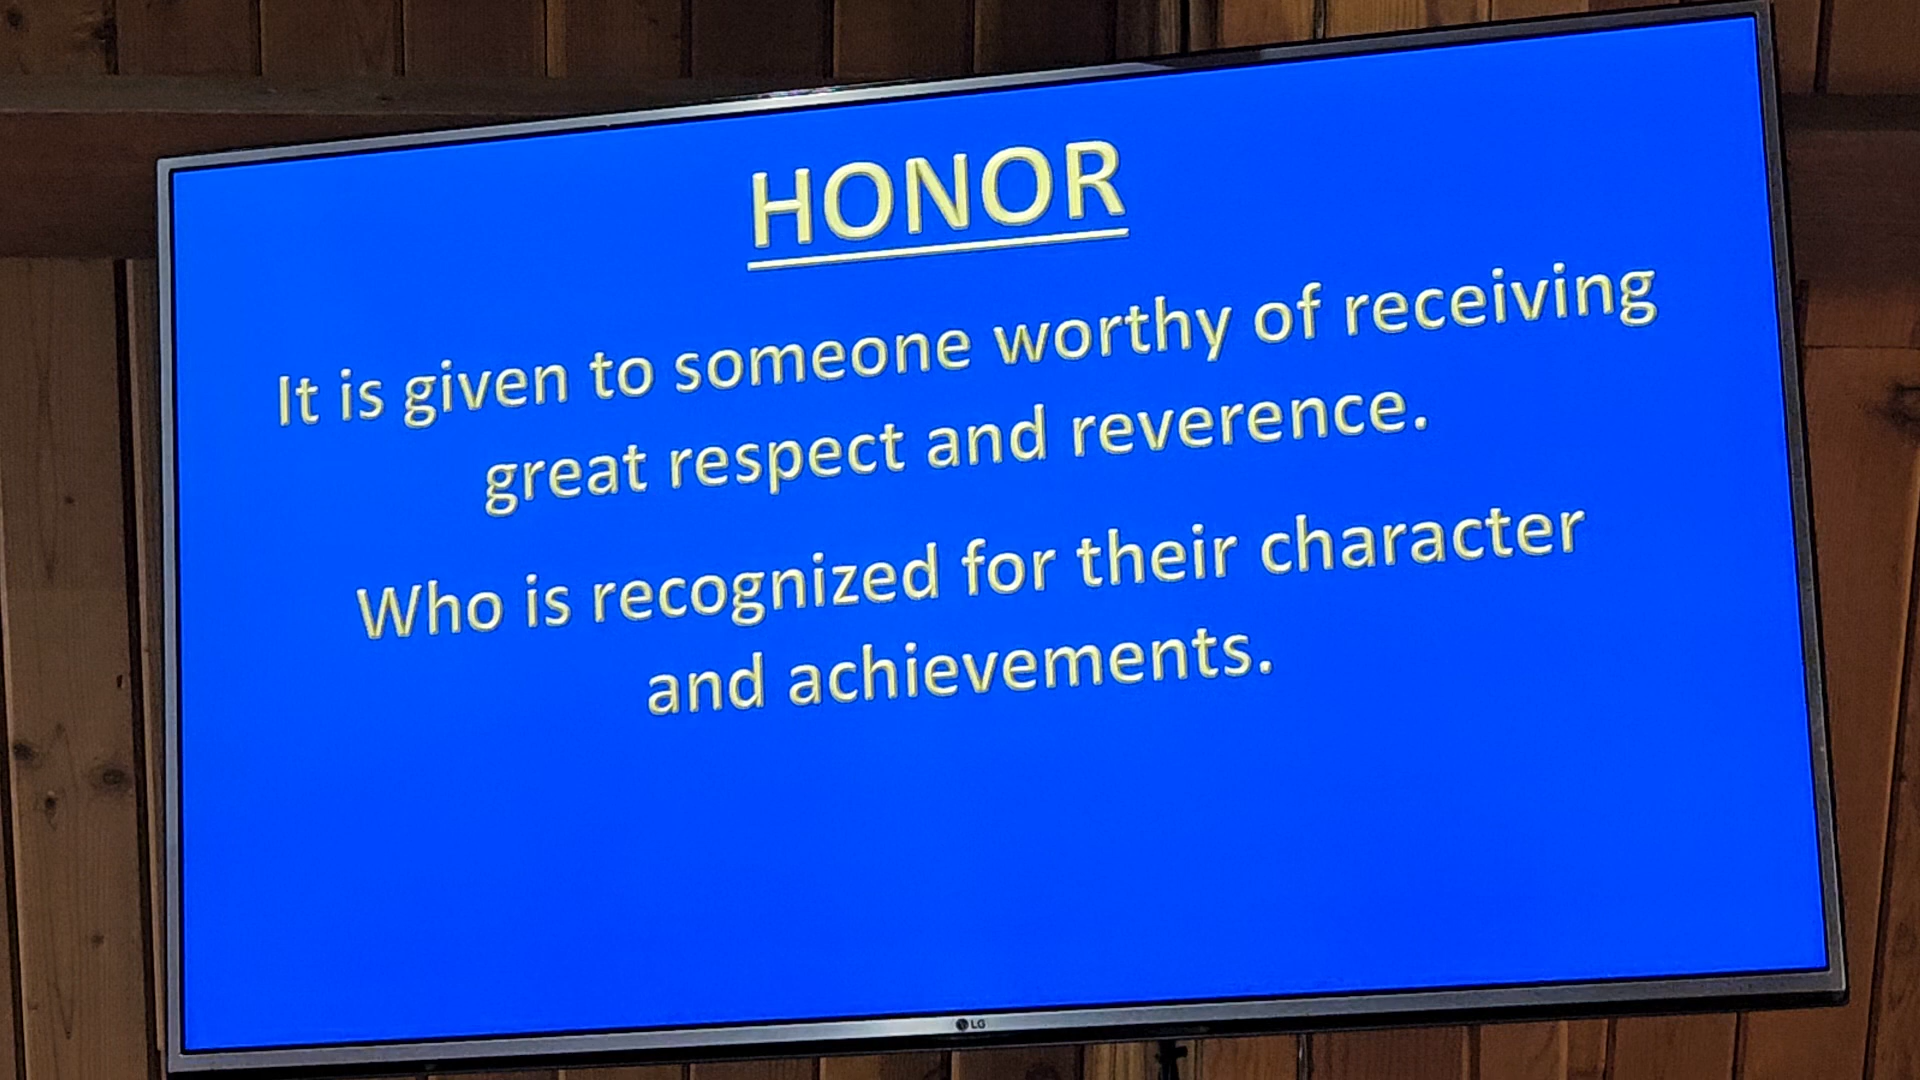 HONOR
It is given to someone worthy of receiving
great respect and reverence.
Who is recognized for their character
and achievements.
LG